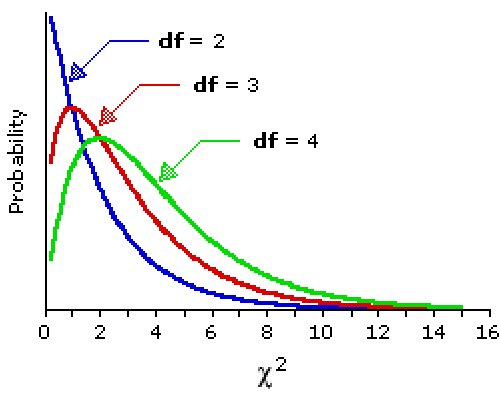 df = 2
df = 3
df = 4
Probability
0 2 4 6 8 10 12 14 16
χ2